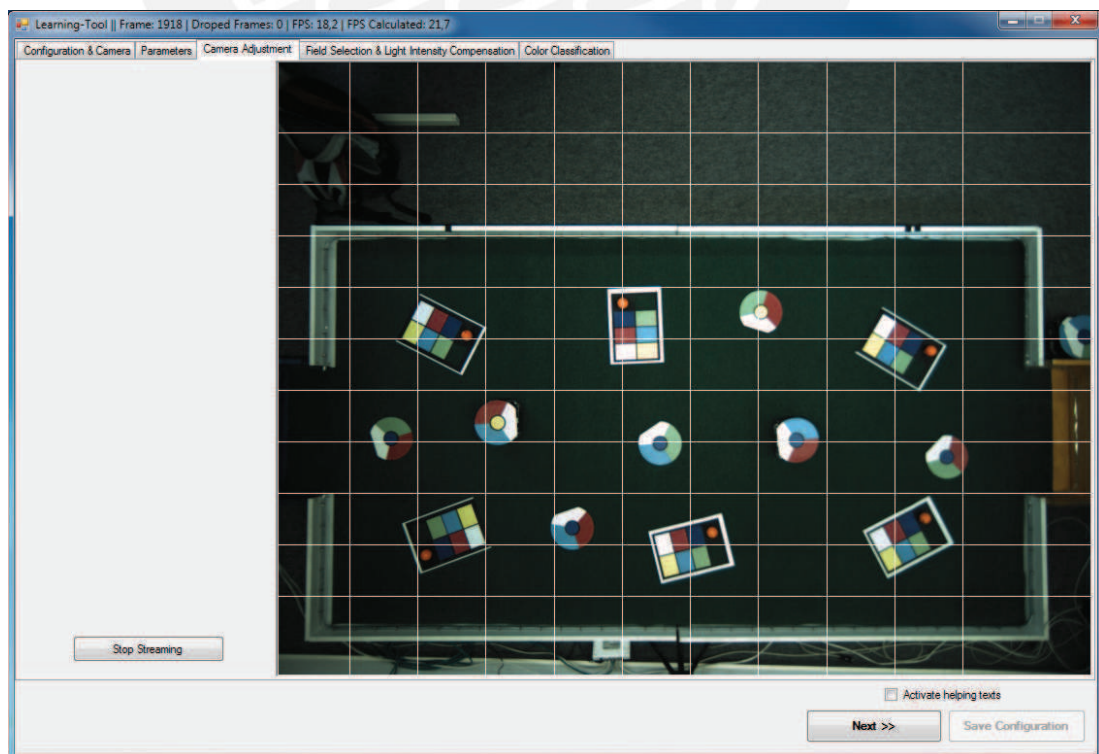 Learning-Tool || Frame: 1918 | Droped Frames: 0 | FPS: 18,2 | FPS Calculated: 21,7
Configuration & Camera Parameters Camera Adjustment Field Selection & Light Intensity Compensation Color Classification
Stop Streaming
Activate helping texts
Next >> Save Configuration